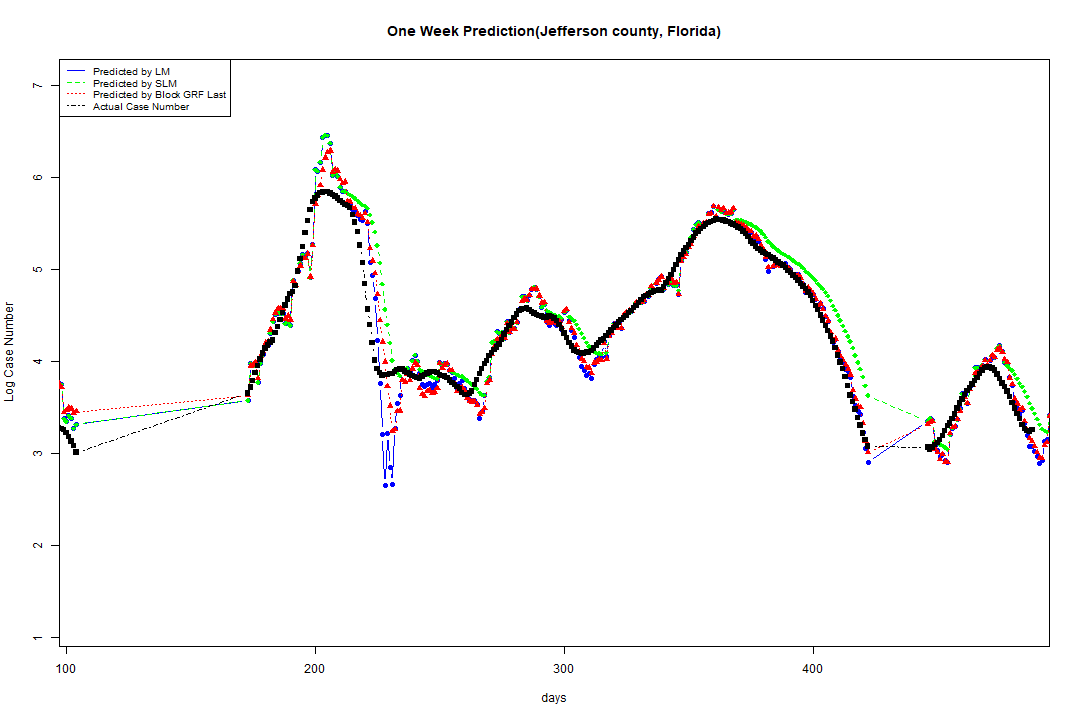 One Week Prediction(Jefferson county, Florida)
Predicted by LM
Predicted by SLM
Predicted by Block GRF Last
Actual Case Number
Log Case Number
7
6
5
4
3
2
1
100 200 300 400
days